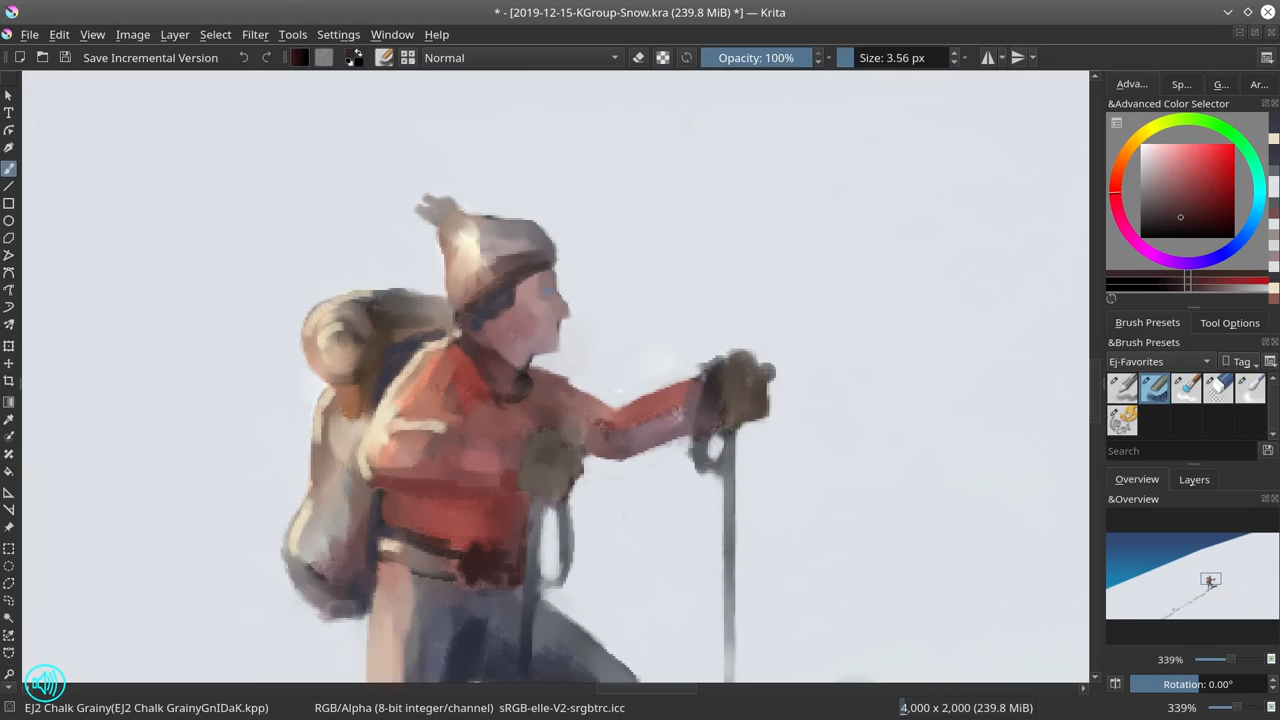 * - [2019-12-15-KGroup-Snow.kra (239.8 MiB) *] — Krita
File Edit View Image Layer Select Filter Tools Settings Window Help
Save Incremental Version Normal Opacity: 100% Size: 3.56 px
Adva... Sp... G... Ar...
&Advanced Color Selector
Brush Presets Tool Options
&Brush Presets
Ej-Favorites Tag
Search
Overview Layers
&Overview
339%
Rotation: 0.00°
EJ2 Chalk Grainy(EJ2 Chalk GrainyGnIDaK.kpp) RGB/Alpha (8-bit integer/channel) sRGB-elle-V2-srgbtrc.icc 4,000 x 2,000 (239.8 MiB) 339%